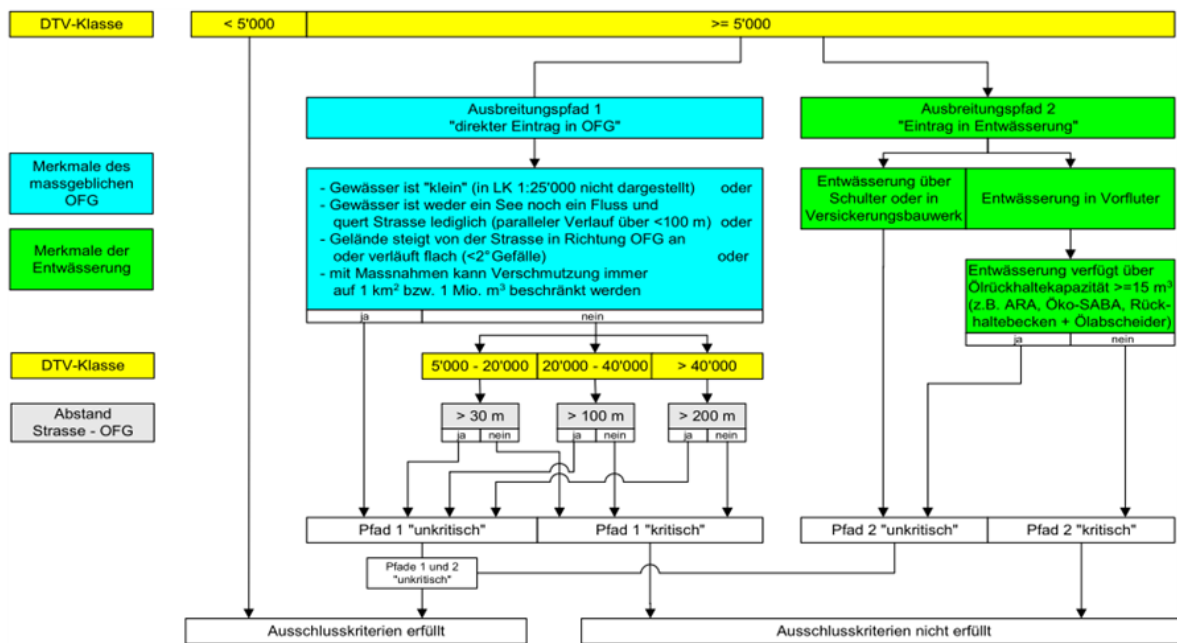 DTV-Klasse
< 5'000
>= 5'000
Ausbreitungspfad 1
"direkter Eintrag in OFG"
Ausbreitungspfad 2
"Eintrag in Entwässerung"
Merkmale des
massgeblichen
OFG
- Gewässer ist "klein" (in LK 1:25'000 nicht dargestellt) oder
- Gewässer ist weder ein See noch ein Fluss und
quert Strasse lediglich (paralleler Verlauf über <100 m) oder
- Gelände steigt von der Strasse in Richtung OFG an
oder verläuft flach (<2° Gefälle) oder
- mit Massnahmen kann Verschmutzung immer
auf 1 km² bzw. 1 Mio. m³ beschränkt werden
ja
nein
Entwässerung über
Schulter oder in
Versickerungsbauwerk
Entwässerung in Vorfluter
Merkmale der
Entwässerung
Entwässerung verfügt über
Ölrückhaltekapazität >=15 m³
(z.B. ARA, Öko-SABA, Rück-
haltebecken + Ölabscheider)
ja
nein
DTV-Klasse
5'000 - 20'000
20'000 - 40'000
> 40'000
Abstand
Strasse - OFG
> 30 m
> 100 m
> 200 m
ja
nein
ja
nein
ja
nein
Pfad 1 "unkritisch"
Pfad 1 "kritisch"
Pfad 2 "unkritisch"
Pfad 2 "kritisch"
Pfade 1 und 2
"unkritisch"
Ausschlusskriterien erfüllt
Ausschlusskriterien nicht erfüllt